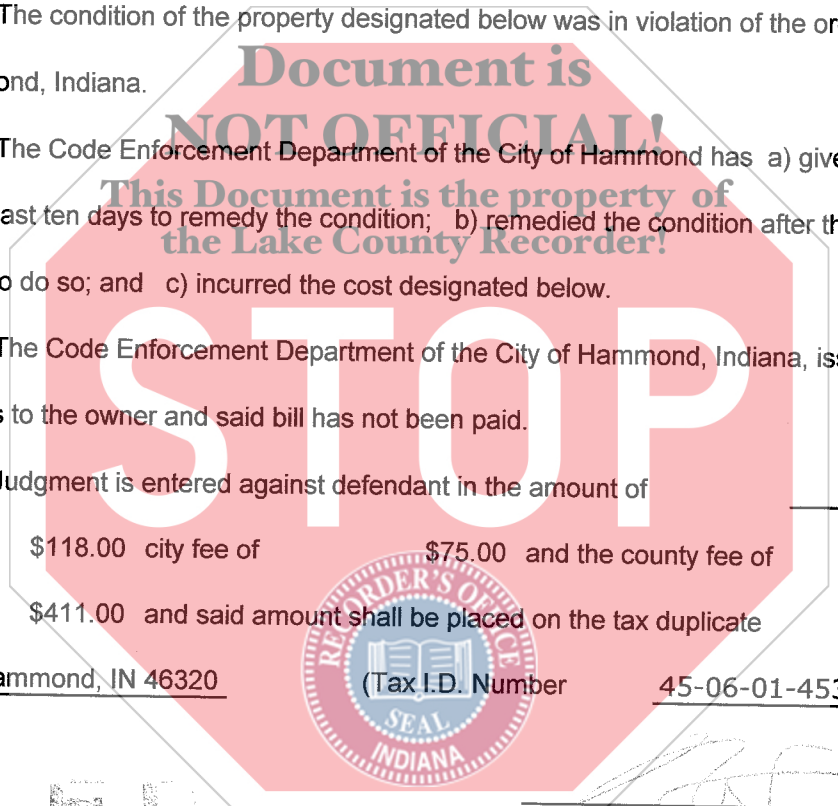 The condition of the property designated below was in violation of the or
ond, Indiana.
Document is
NOT OFFICIAL!
The Code Enforcement Department of the City of Hammond has a) give
This Document is the property of
ast ten days to remedy the condition; b) remedied the condition after th
the Lake County Recorder!
o do so; and c) incurred the cost designated below.
STOP
The Code Enforcement Department of the City of Hammond, Indiana, iss
s to the owner and said bill has not been paid.
Judgment is entered against defendant in the amount of
$118.00 city fee of $75.00 and the county fee of
$411.00 and said amount shall be placed on the tax duplicate
ammond, IN 46320 (Tax I.D. Number 45-06-01-453
RECORDER'S OFFICE
SEAL
INDIANA